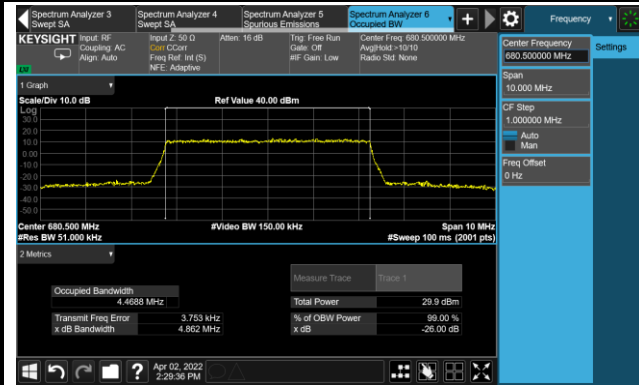 Spectrum Analyzer 3 Spectrum Analyzer 4 Spectrum Analyzer 5 Spectrum Analyzer 6 Frequency
Swept SA Swept SA Spurious Emissions Occupied BW
KEYSIGHT Input: RF Input Z: 50 Ω Atten: 16 dB Trig: Free Run Center Freq: 680.500000 MHz
Coupling: AC Corr CCorr Gate: Off Avg|Hold:>10/10
Align: Auto Freq Ref: Int (S) #IF Gain: Low Radio Std: None
NFE: Adaptive
Center Frequency Settings
680.500000 MHz
Span
10.000 MHz
CF Step
1.000000 MHz
Auto
Man
Freq Offset
0 Hz
1 Graph
Scale/Div 10.0 dB Ref Value 40.00 dBm
Log
30.0
20.0
10.0
0.00
-10.0
-20.0
-30.0
-40.0
-50.0
Center 680.500 MHz #Video BW 150.00 kHz Span 10 MHz
#Res BW 51.000 kHz #Sweep 100 ms (2001 pts)
2 Metrics
Measure Trace Trace 1
Occupied Bandwidth
4.4688 MHz Total Power 29.9 dBm
Transmit Freq Error 3.753 kHz % of OBW Power 99.00 %
x dB Bandwidth 4.862 MHz x dB -26.00 dB
Apr 02, 2022
2:29:36 PM